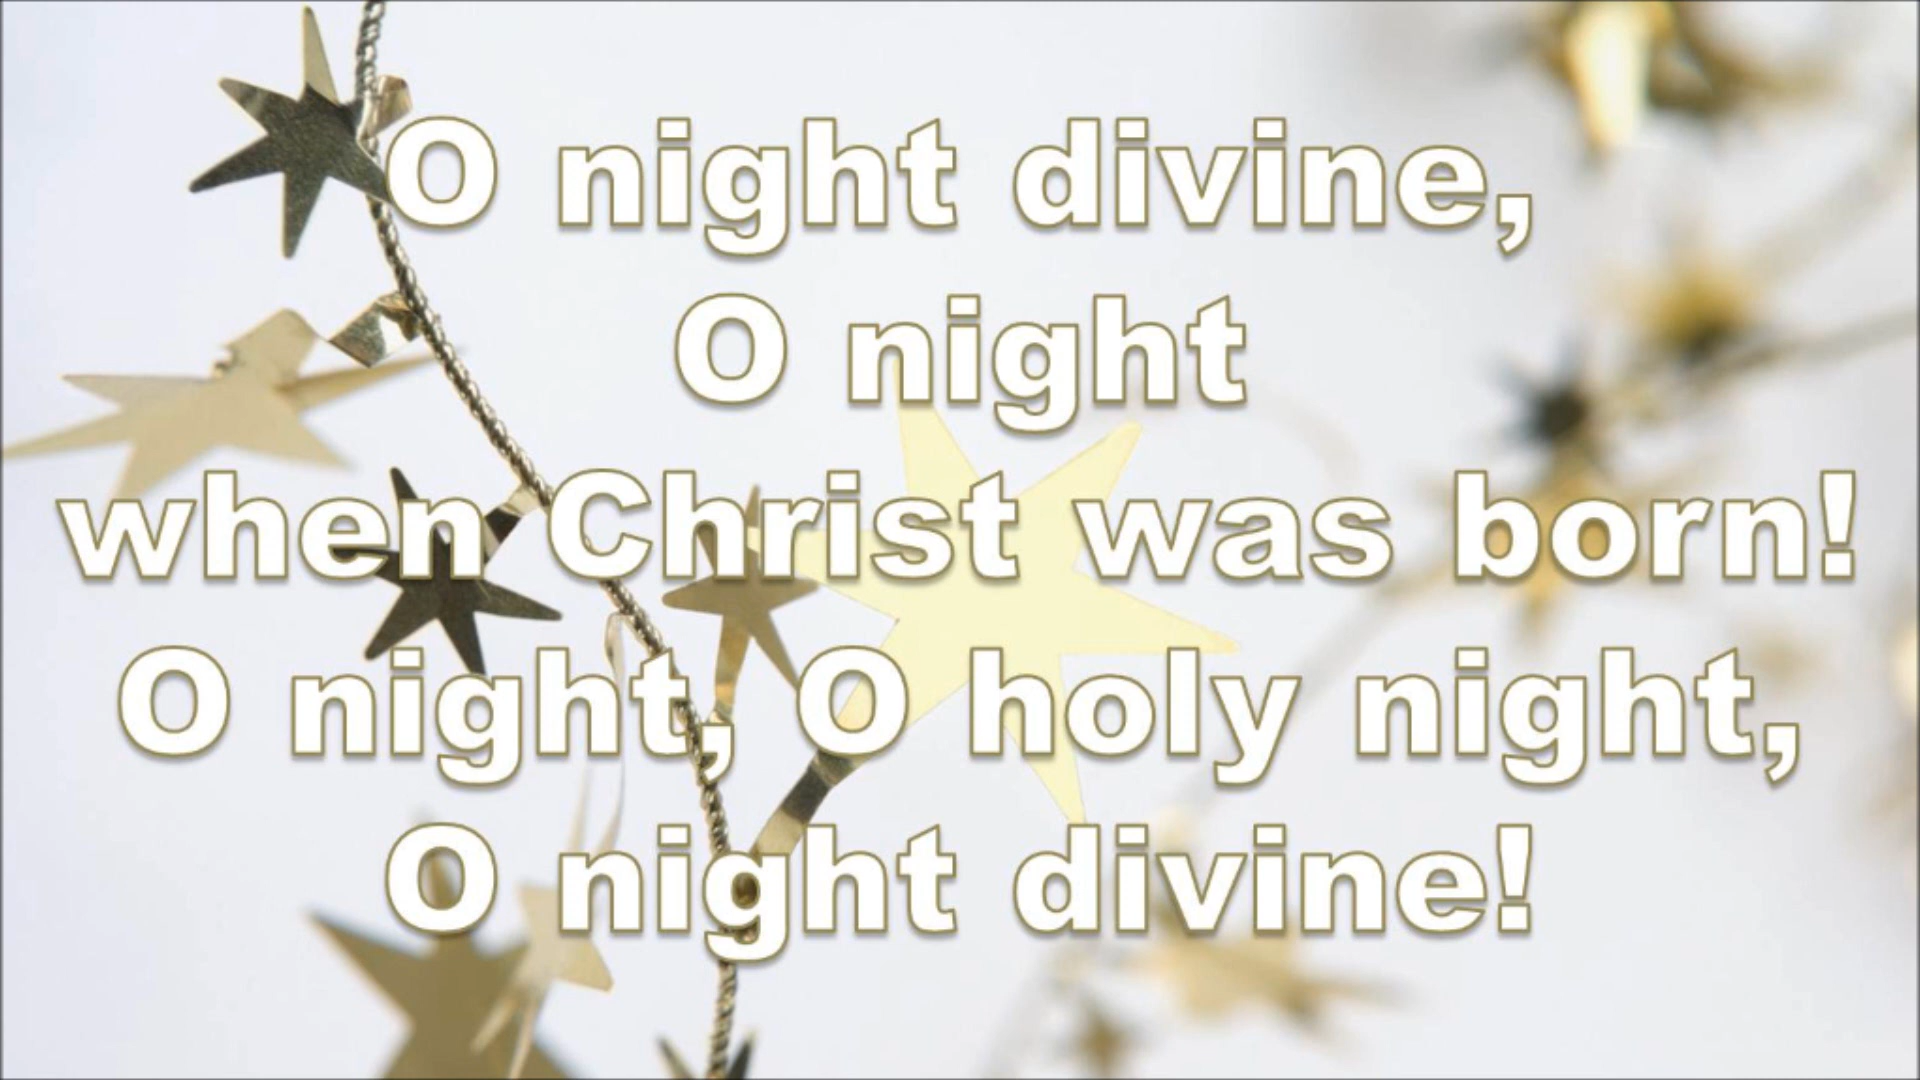 O night divine,
O night
when Christ was born!
O night, O holy night,
O night divine!